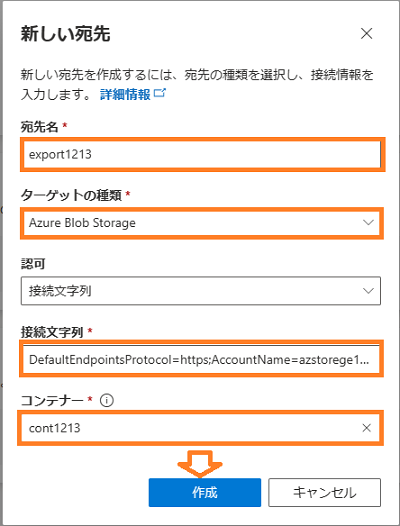 新しい宛先
新しい宛先を作成するには、宛先の種類を選択し、接続情報を
入力します。 詳細情報
宛先名 *
export1213
ターゲットの種類 *
Azure Blob Storage
認可
接続文字列
接続文字列 *
DefaultEndpointsProtocol=https;AccountName=azstorege1...
コンテナー *
cont1213
作成
キャンセル